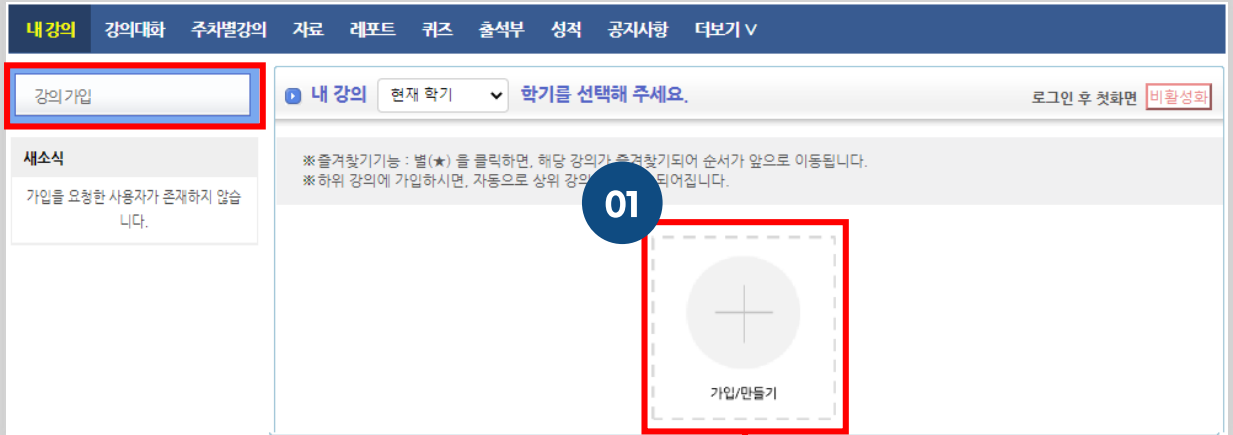 내 강의 강의대화 주차별강의 자료 레포트 퀴즈 출석부 성적 공지사항 더보기 ∨
강의 가입
내 강의 현재 학기 학기를 선택해 주세요.
로그인 후 첫화면 비활성화
새소식
가입을 요청한 사용자가 존재하지 않습
니다.
※즐겨찾기기능 : 별(★) 을 클릭하면, 해당 강의가 즐겨찾기되어 순서가 앞으로 이동됩니다.
※하위 강의에 가입하시면, 자동으로 상위 강의 되어집니다.
01
가입/만들기